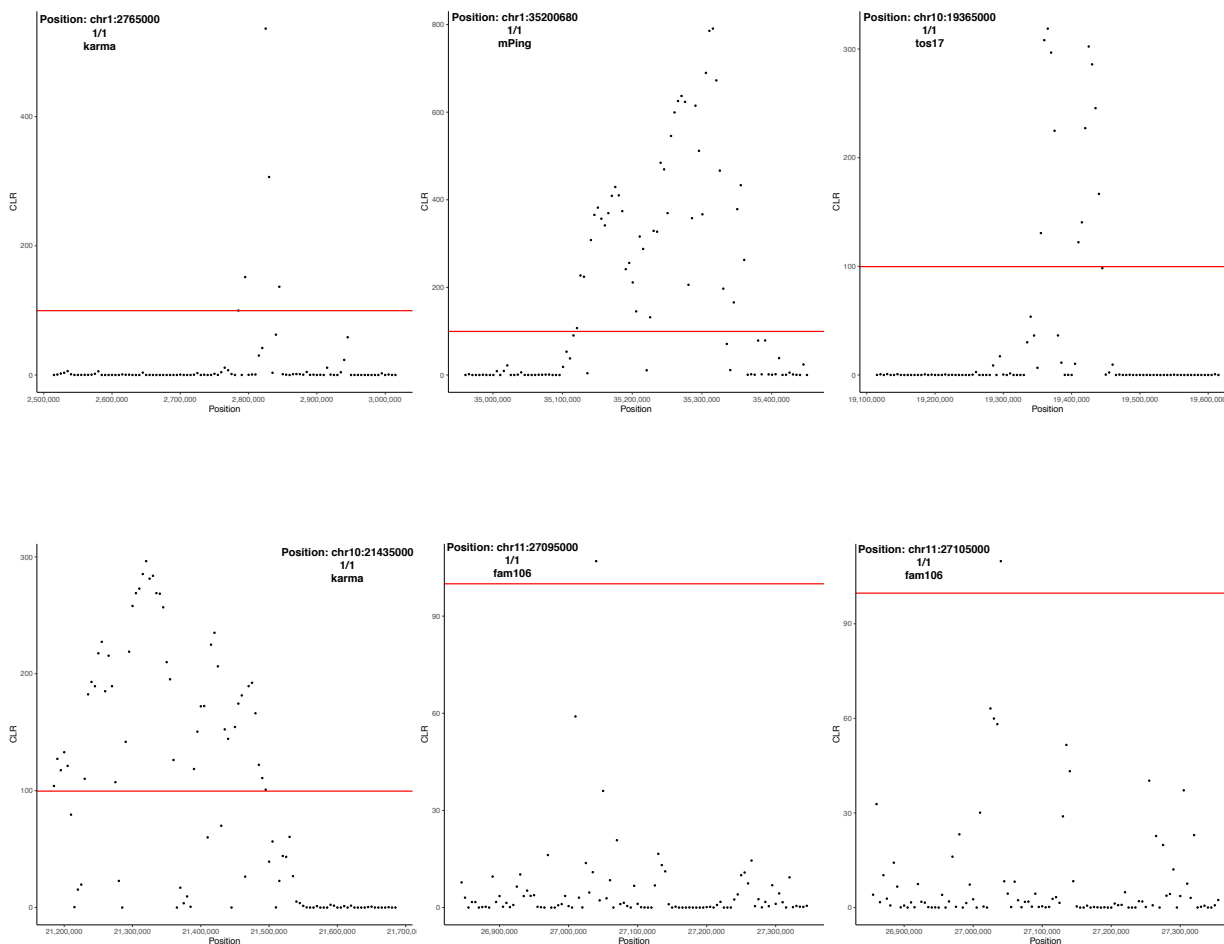 Position: chr1:2765000
1/1
karma
CLR
400
200
0
2,500,000 2,600,000 2,700,000 2,800,000 2,900,000 3,000,000
Position
Position: chr1:35200680
1/1
mPing
CLR
800
600
400
200
0
35,000,000 35,100,000 35,200,000 35,300,000 35,400,000
Position
Position: chr10:19365000
1/1
tos17
CLR
300
200
100
0
19,100,000 19,200,000 19,300,000 19,400,000 19,500,000 19,600,000
Position
Position: chr10:21435000
1/1
karma
CLR
300
200
100
0
21,200,000 21,300,000 21,400,000 21,500,000 21,600,000 21,700,000
Position
Position: chr11:27095000
1/1
fam106
CLR
90
60
30
0
26,900,000 27,000,000 27,100,000 27,200,000 27,300,000
Position
Position: chr11:27105000
1/1
fam106
CLR
90
60
30
0
26,900,000 27,000,000 27,100,000 27,200,000 27,300,000
Position